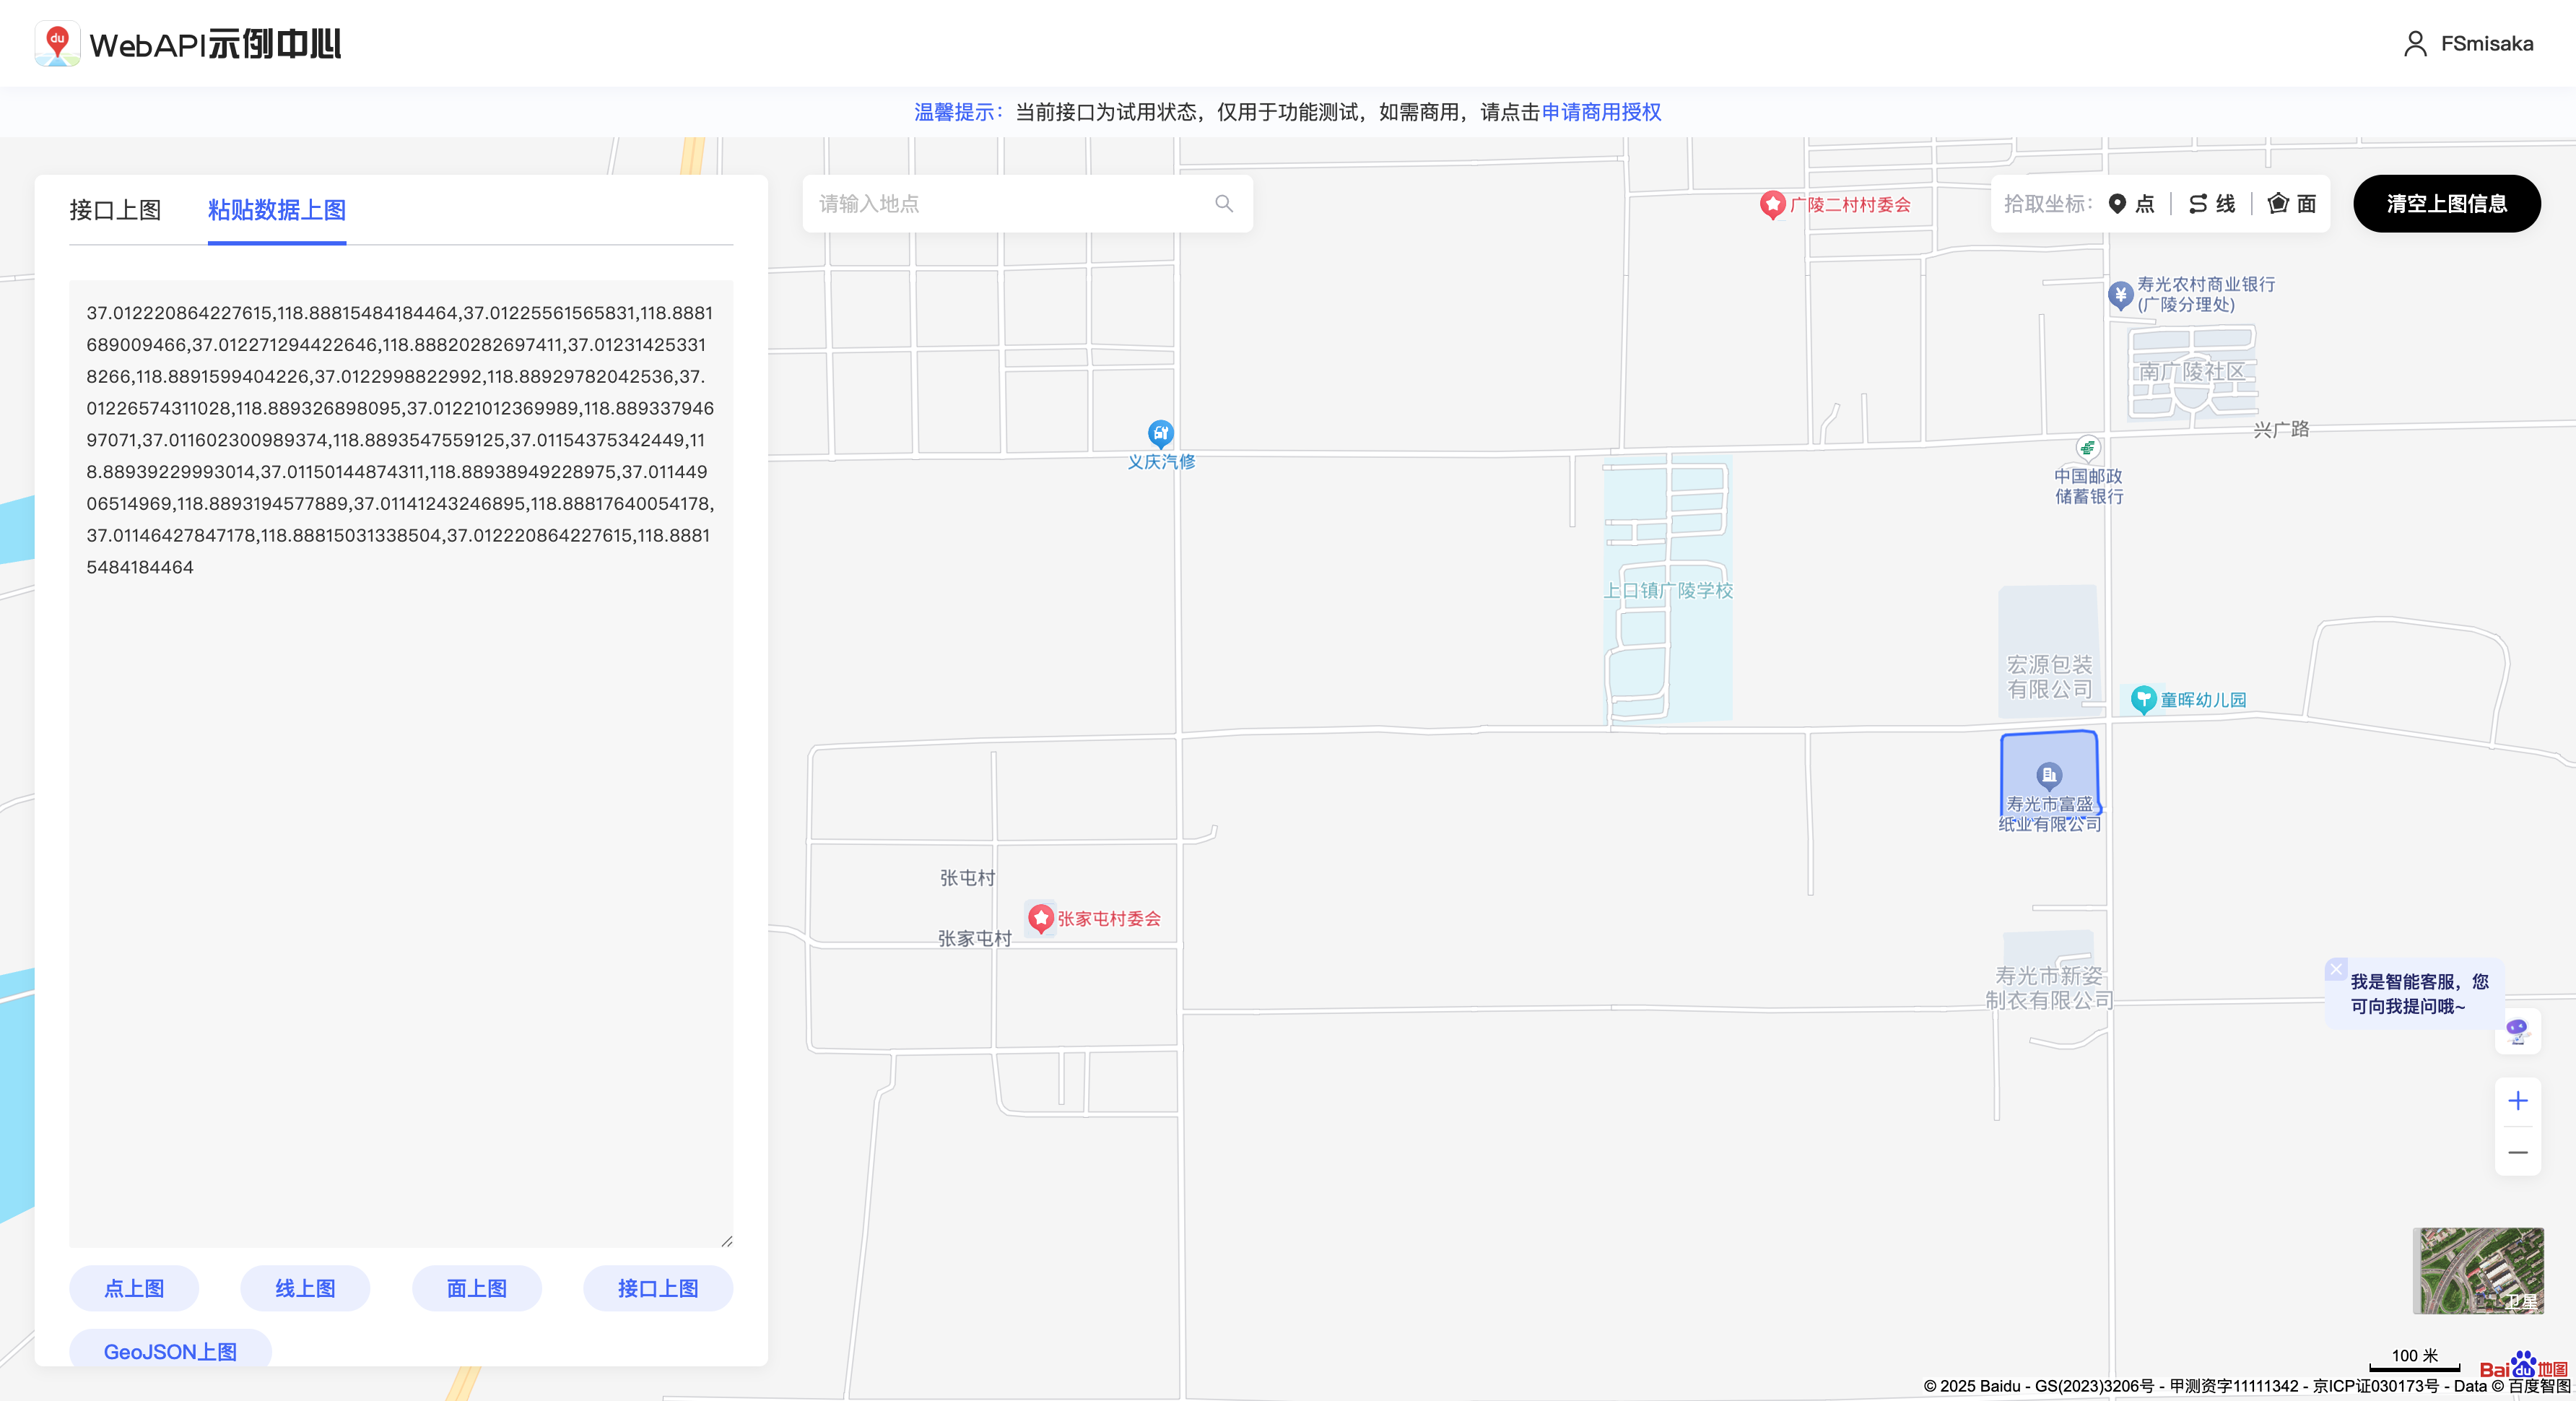 du WebAPI示例中心
FSmisaka
温馨提示：当前接口为试用状态，仅用于功能测试，如需商用，请点击申请商用授权
接口上图
粘贴数据上图
37.012220864227615,118.88815484184464,37.01225561565831,118.8881
689009466,37.012271294422646,118.88820282697411,37.01231425331
8266,118.8891599404226,37.0122998822992,118.88929782042536,37.
01226574311028,118.889326898095,37.01221012369989,118.889337946
97071,37.011602300989374,118.8893547559125,37.01154375342449,11
8.88939229993014,37.01150144874311,118.88938949228975,37.011449
06514969,118.8893194577889,37.01141243246895,118.88817640054178,
37.01146427847178,118.88815031338504,37.012220864227615,118.8881
5484184464
点上图
线上图
面上图
接口上图
GeoJSON上图
请输入地点
拾取坐标：
点
线
面
清空上图信息
广陵二村村委会
寿光农村商业银行
(广陵分理处)
南广陵社区
兴广路
义庆汽修
中国邮政
储蓄银行
上口镇广陵学校
宏源包装
有限公司
童晖幼儿园
寿光市富盛
纸业有限公司
张屯村
张家屯村委会
张家屯村
寿光市新姿
制衣有限公司
我是智能客服，您
可向我提问哦~
卫星
100 米
Bai du 地图
© 2025 Baidu - GS(2023)3206号 - 甲测资字11111342 - 京ICP证030173号 - Data © 百度智图